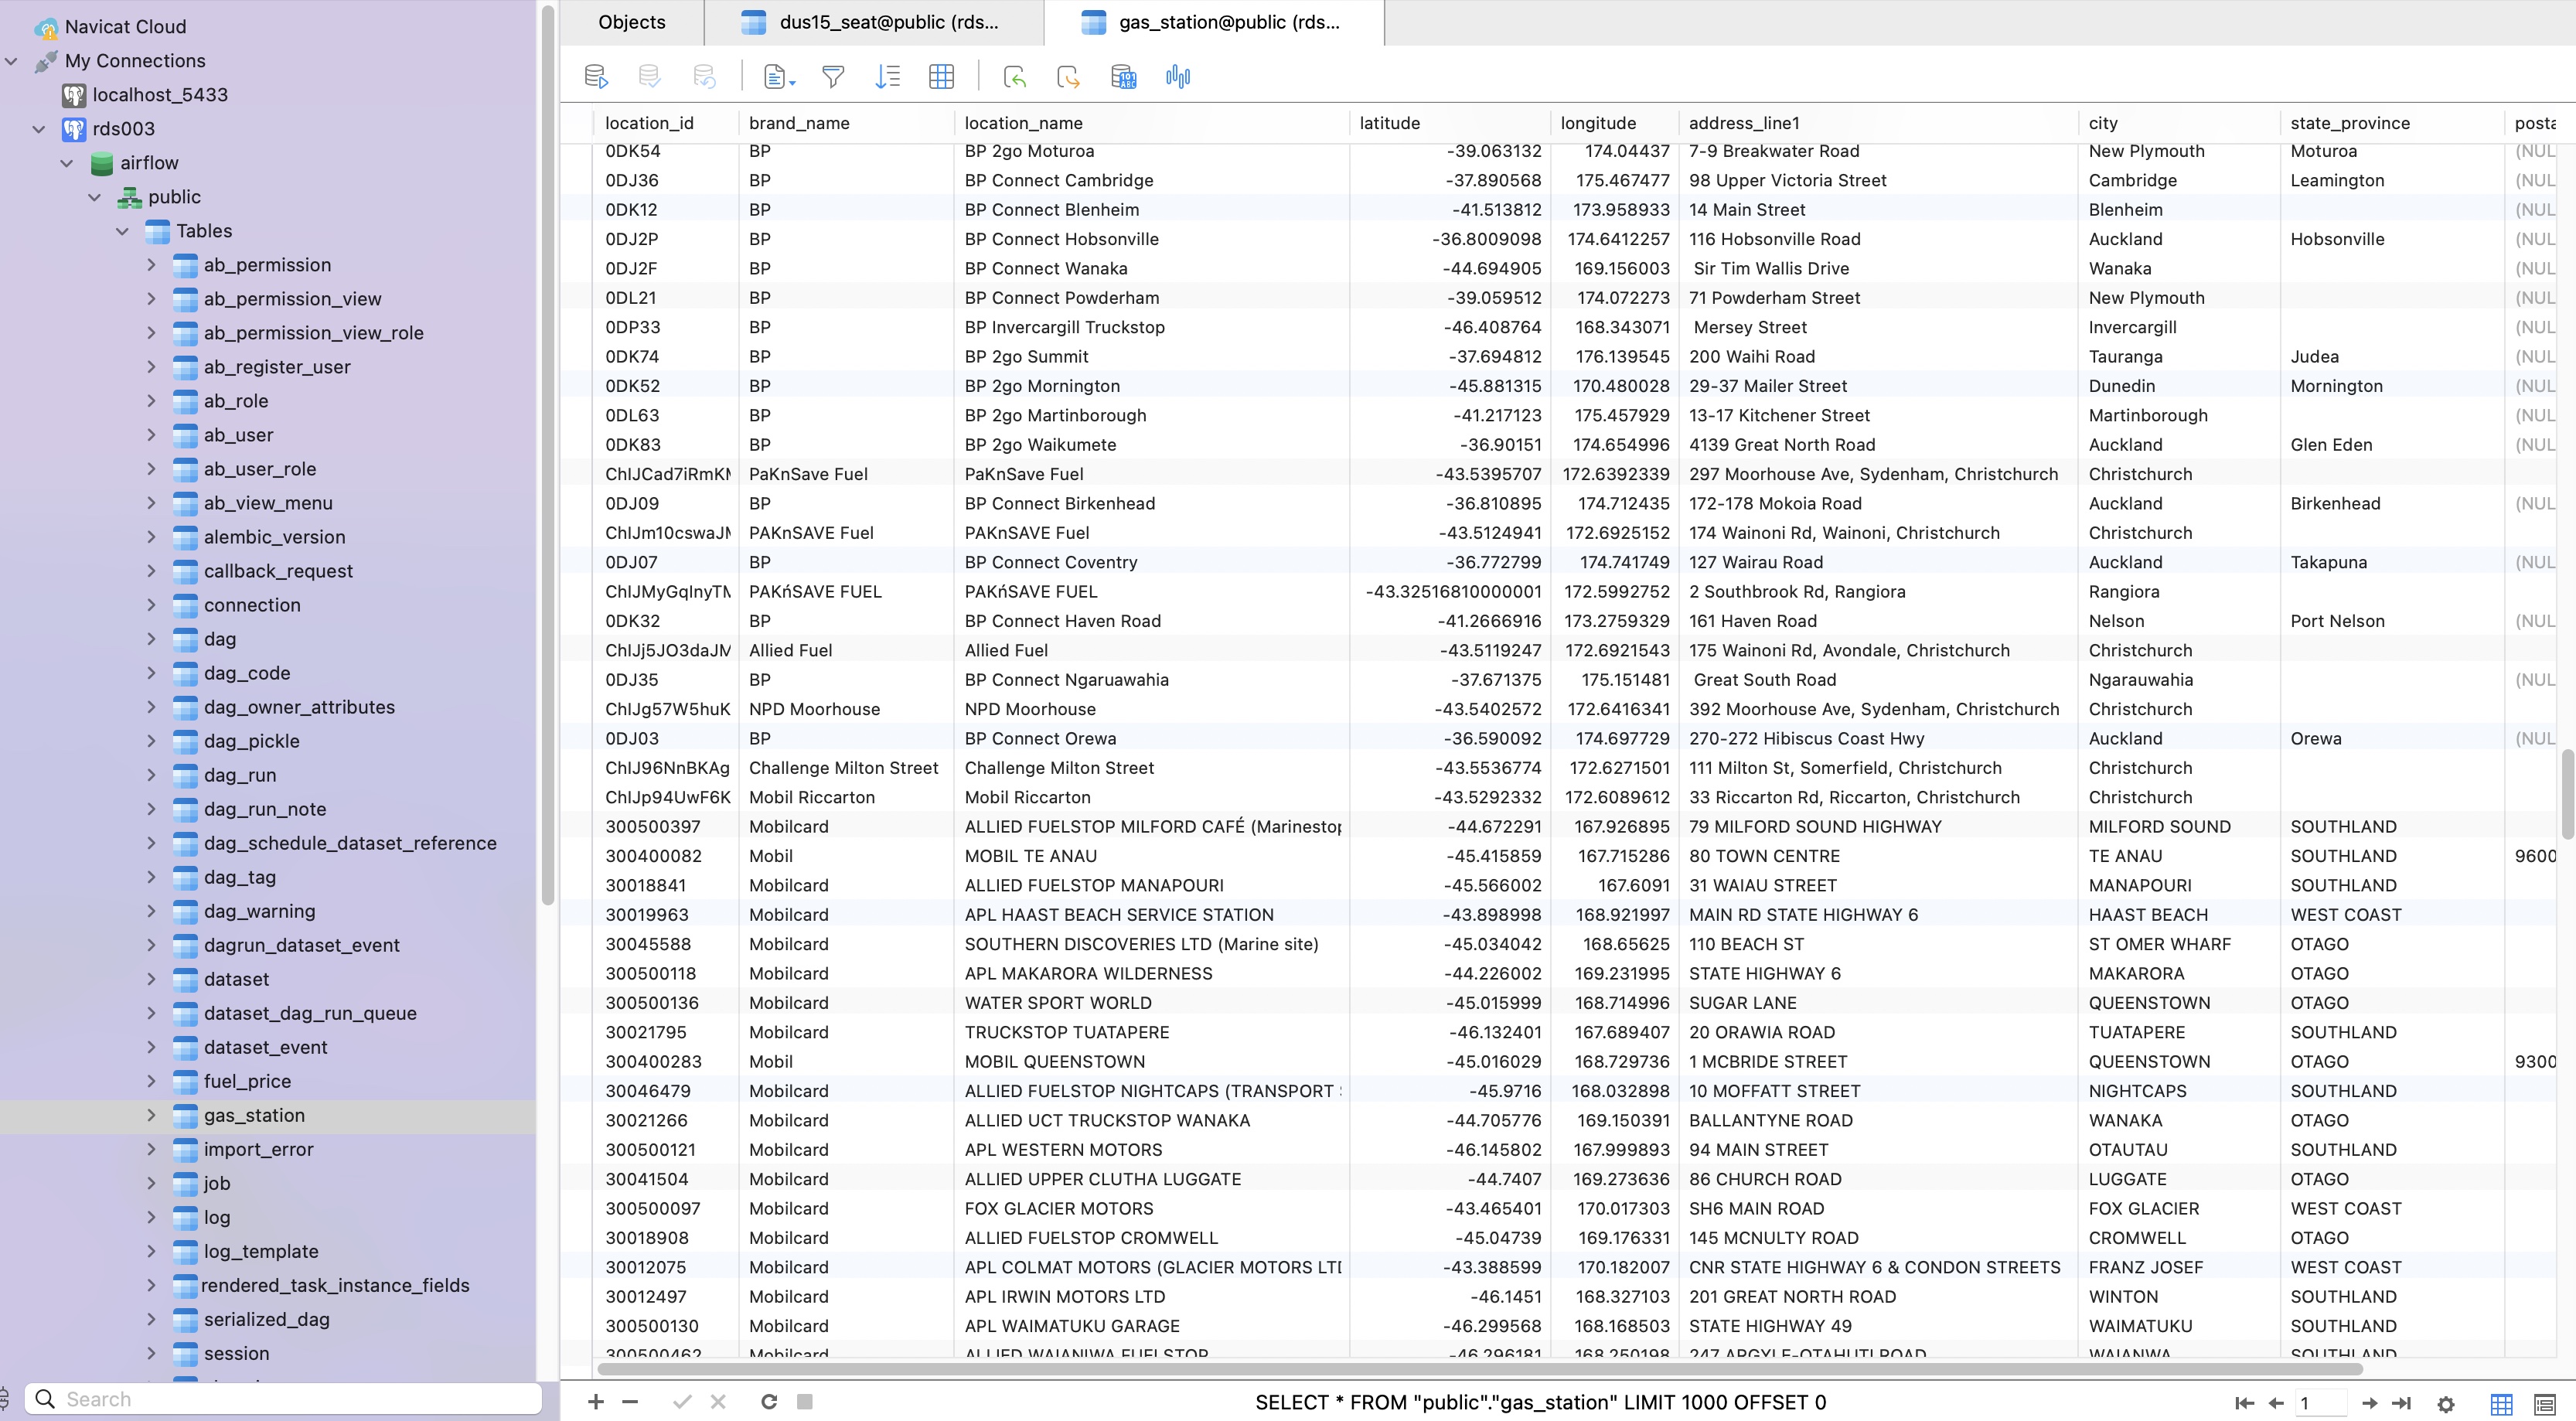 Navicat Cloud
My Connections
localhost_5433
rds003
airflow
public
Tables
ab_permission
ab_permission_view
ab_permission_view_role
ab_register_user
ab_role
ab_user
ab_user_role
ab_view_menu
alembic_version
callback_request
connection
dag
dag_code
dag_owner_attributes
dag_pickle
dag_run
dag_run_note
dag_schedule_dataset_reference
dag_tag
dag_warning
dagrun_dataset_event
dataset
dataset_dag_run_queue
dataset_event
fuel_price
gas_station
import_error
job
log
log_template
rendered_task_instance_fields
serialized_dag
session
Search
Objects dus15_seat@public (rds... gas_station@public (rds...
location_id brand_name location_name latitude longitude address_line1 city state_province posta
0DK54 BP BP 2go Moturoa -39.063132 174.04437 7-9 Breakwater Road New Plymouth Moturoa (NUL
0DJ36 BP BP Connect Cambridge -37.890568 175.467477 98 Upper Victoria Street Cambridge Leamington (NUL
0DK12 BP BP Connect Blenheim -41.513812 173.958933 14 Main Street Blenheim (NUL
0DJ2P BP BP Connect Hobsonville -36.8009098 174.6412257 116 Hobsonville Road Auckland Hobsonville (NUL
0DJ2F BP BP Connect Wanaka -44.694905 169.156003 Sir Tim Wallis Drive Wanaka (NUL
0DL21 BP BP Connect Powderham -39.059512 174.072273 71 Powderham Street New Plymouth (NUL
0DP33 BP BP Invercargill Truckstop -46.408764 168.343071 Mersey Street Invercargill (NUL
0DK74 BP BP 2go Summit -37.694812 176.139545 200 Waihi Road Tauranga Judea (NUL
0DK52 BP BP 2go Mornington -45.881315 170.480028 29-37 Mailer Street Dunedin Mornington (NUL
0DL63 BP BP 2go Martinborough -41.217123 175.457929 13-17 Kitchener Street Martinborough (NUL
0DK83 BP BP 2go Waikumete -36.90151 174.654996 4139 Great North Road Auckland Glen Eden (NUL
ChIJCad7iRmKN PaKnSave Fuel PaKnSave Fuel -43.5395707 172.6392339 297 Moorhouse Ave, Sydenham, Christchurch Christchurch
0DJ09 BP BP Connect Birkenhead -36.810895 174.712435 172-178 Mokoia Road Auckland Birkenhead (NUL
ChIJm10cswaJN PAKnSAVE Fuel PAKnSAVE Fuel -43.5124941 172.6925152 174 Wainoni Rd, Wainoni, Christchurch Christchurch
0DJ07 BP BP Connect Coventry -36.772799 174.741749 127 Wairau Road Auckland Takapuna (NUL
ChIJMyGqInyTN PAKńSAVE FUEL PAKńSAVE FUEL -43.32516810000001 172.5992752 2 Southbrook Rd, Rangiora Rangiora
0DK32 BP BP Connect Haven Road -41.2666916 173.2759329 161 Haven Road Nelson Port Nelson (NUL
ChIJj5JO3daJM Allied Fuel Allied Fuel -43.5119247 172.6921543 175 Wainoni Rd, Avondale, Christchurch Christchurch
0DJ35 BP BP Connect Ngaruawahia -37.671375 175.151481 Great South Road Ngarauwahia (NUL
ChIJg57W5huK NPD Moorhouse NPD Moorhouse -43.5402572 172.6416341 392 Moorhouse Ave, Sydenham, Christchurch Christchurch
0DJ03 BP BP Connect Orewa -36.590092 174.697729 270-272 Hibiscus Coast Hwy Auckland Orewa (NUL
ChIJ96NnBKAg Challenge Milton Street Challenge Milton Street -43.5536774 172.6271501 111 Milton St, Somerfield, Christchurch Christchurch
ChIJp94UwF6K Mobil Riccarton Mobil Riccarton -43.5292332 172.6089612 33 Riccarton Rd, Riccarton, Christchurch Christchurch
300500397 Mobilcard ALLIED FUELSTOP MILFORD CAFÉ (Marinestop -44.672291 167.926895 79 MILFORD SOUND HIGHWAY MILFORD SOUND SOUTHLAND
300400082 Mobil MOBIL TE ANAU -45.415859 167.715286 80 TOWN CENTRE TE ANAU SOUTHLAND 9600
30018841 Mobilcard ALLIED FUELSTOP MANAPOURI -45.566002 167.6091 31 WAIAU STREET MANAPOURI SOUTHLAND
30019963 Mobilcard APL HAAST BEACH SERVICE STATION -43.898998 168.921997 MAIN RD STATE HIGHWAY 6 HAAST BEACH WEST COAST
30045588 Mobilcard SOUTHERN DISCOVERIES LTD (Marine site) -45.034042 168.65625 110 BEACH ST ST OMER WHARF OTAGO
300500118 Mobilcard APL MAKARORA WILDERNESS -44.226002 169.231995 STATE HIGHWAY 6 MAKARORA OTAGO
300500136 Mobilcard WATER SPORT WORLD -45.015999 168.714996 SUGAR LANE QUEENSTOWN OTAGO
30021795 Mobilcard TRUCKSTOP TUATAPERE -46.132401 167.689407 20 ORAWIA ROAD TUATAPERE SOUTHLAND
300400283 Mobil MOBIL QUEENSTOWN -45.016029 168.729736 1 MCBRIDE STREET QUEENSTOWN OTAGO 9300
30046479 Mobilcard ALLIED FUELSTOP NIGHTCAPS (TRANSPORT -45.9716 168.032898 10 MOFFATT STREET NIGHTCAPS SOUTHLAND
30021266 Mobilcard ALLIED UCT TRUCKSTOP WANAKA -44.705776 169.150391 BALLANTYNE ROAD WANAKA OTAGO
300500121 Mobilcard APL WESTERN MOTORS -46.145802 167.999893 94 MAIN STREET OTAUTAU SOUTHLAND
30041504 Mobilcard ALLIED UPPER CLUTHA LUGGATE -44.7407 169.273636 86 CHURCH ROAD LUGGATE OTAGO
300500097 Mobilcard FOX GLACIER MOTORS -43.465401 170.017303 SH6 MAIN ROAD FOX GLACIER WEST COAST
30018908 Mobilcard ALLIED FUELSTOP CROMWELL -45.04739 169.176331 145 MCNULTY ROAD CROMWELL OTAGO
30012075 Mobilcard APL COLMAT MOTORS (GLACIER MOTORS LTD -43.388599 170.182007 CNR STATE HIGHWAY 6 & CONDON STREETS FRANZ JOSEF WEST COAST
30012497 Mobilcard APL IRWIN MOTORS LTD -46.1451 168.327103 201 GREAT NORTH ROAD WINTON SOUTHLAND
300500130 Mobilcard APL WAIMATUKU GARAGE -46.299568 168.168503 STATE HIGHWAY 49 WAIMATUKU SOUTHLAND
300500462 Mobilcard ALLIED WAIANIWA FUELSTOP -46.296181 168.250198 247 ARGYLE-OTAHUTI ROAD WAIANWA SOUTHLAND
SELECT * FROM "public"."gas_station" LIMIT 1000 OFFSET 0 1